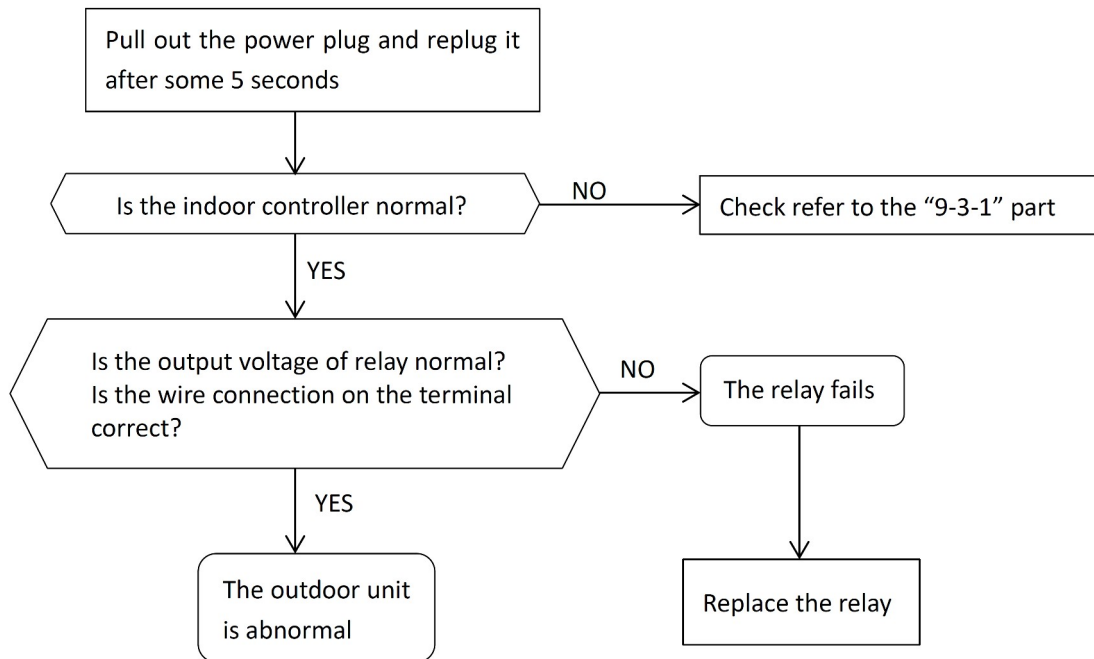 Pull out the power plug and replug it
after some 5 seconds
Is the indoor controller normal?
NO
Check refer to the “9-3-1” part
YES
Is the output voltage of relay normal?
Is the wire connection on the terminal
correct?
NO
The relay fails
YES
The outdoor unit
is abnormal
Replace the relay